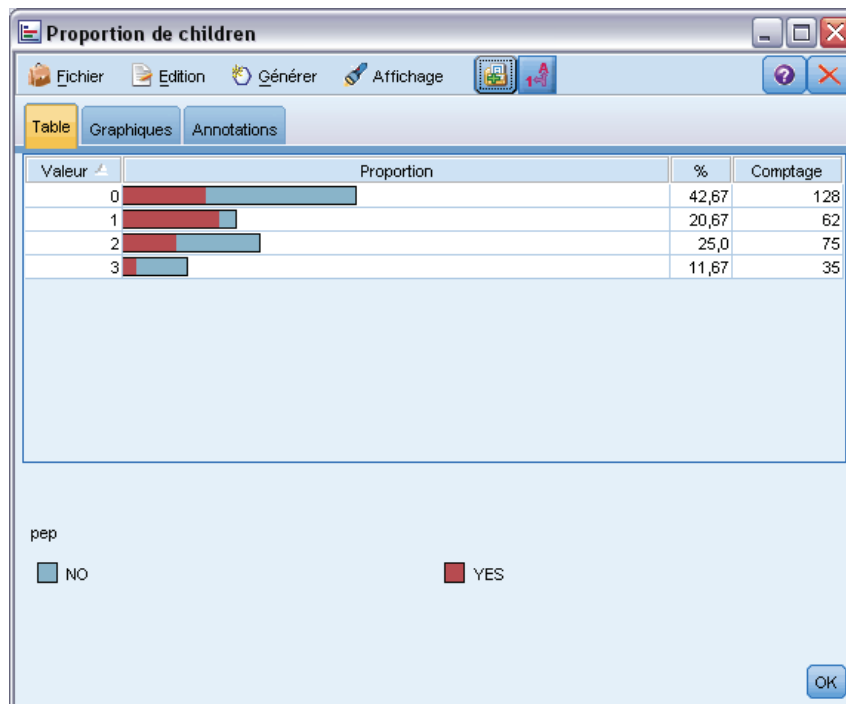 Proportion de children
Fichier Edition Générer Affichage
Table Graphiques Annotations
Valeur Proportion % Comptage
0 42,67 128
1 20,67 62
2 25,0 75
3 11,67 35
pep
NO YES
OK